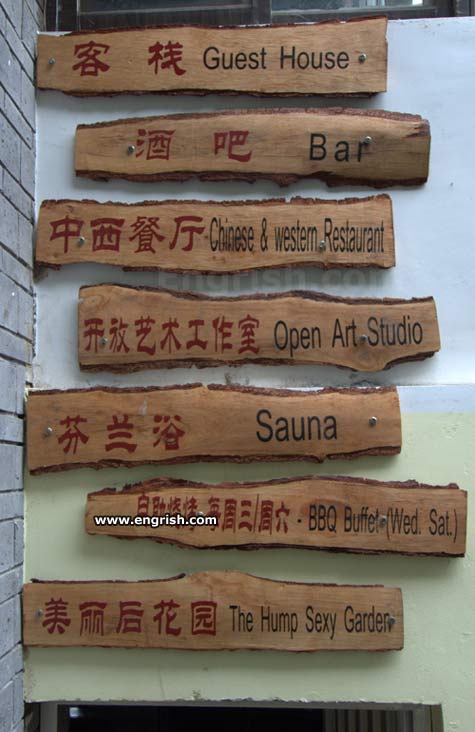 客栈 Guest House
酒吧 Bar
中西餐厅 Chinese & western Restaurant
Engrish.com
开放艺术工作室 Open Art Studio
芬兰浴 Sauna
自助烧烤·每周三/周六 - BBQ Buffet (Wed. Sat.)
www.engrish.com
美丽后花园 The Hump Sexy Garden